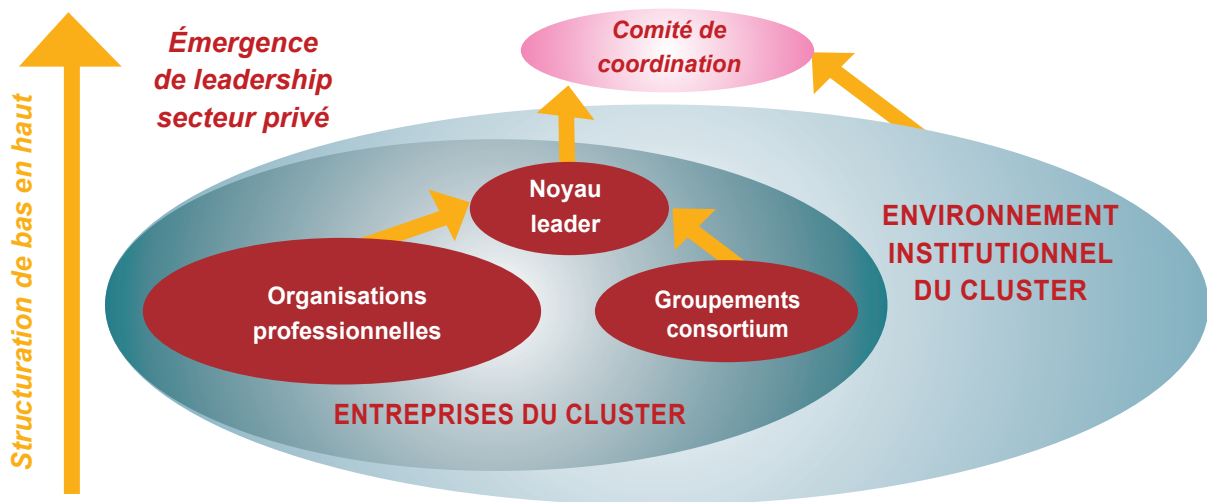 Structuration de bas en haut
Émergence
de leadership
secteur privé
Comité de
coordination
Noyau
leader
Organisations
professionnelles
Groupements
consortium
ENTREPRISES DU CLUSTER
ENVIRONNEMENT
INSTITUTIONNEL
DU CLUSTER